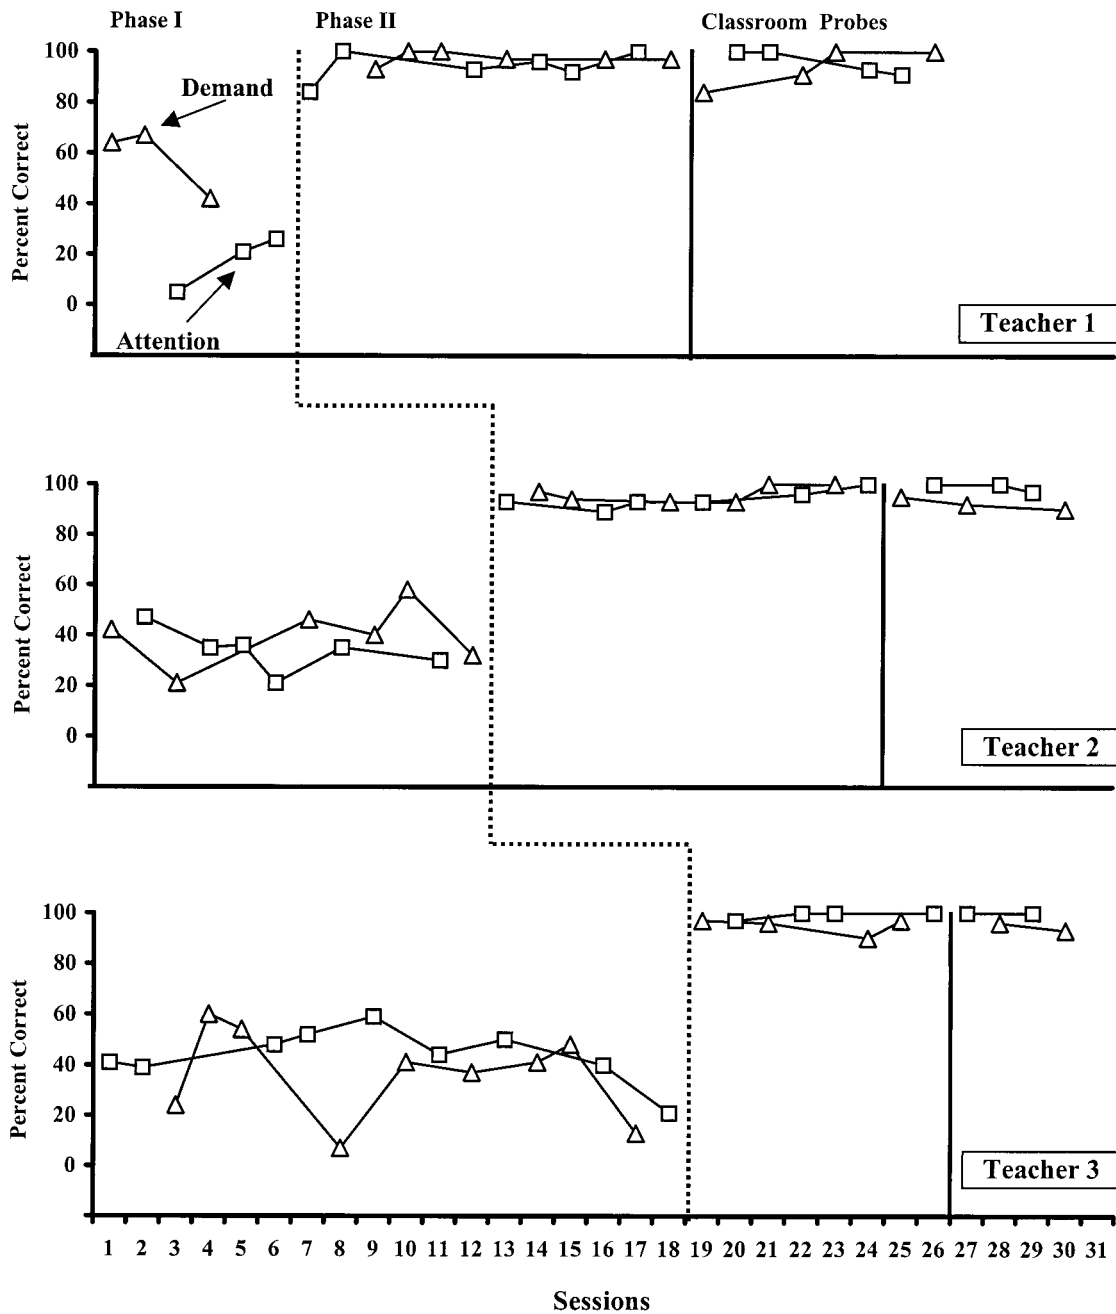 Phase I
Phase II
Classroom Probes
100
80
60
40
20
0
Percent Correct
Demand
Attention
Teacher 1
100
80
60
40
20
0
Percent Correct
Teacher 2
100
80
60
40
20
0
Percent Correct
Teacher 3
1 2 3 4 5 6 7 8 9 10 11 12 13 14 15 16 17 18 19 20 21 22 23 24 25 26 27 28 29 30 31
Sessions